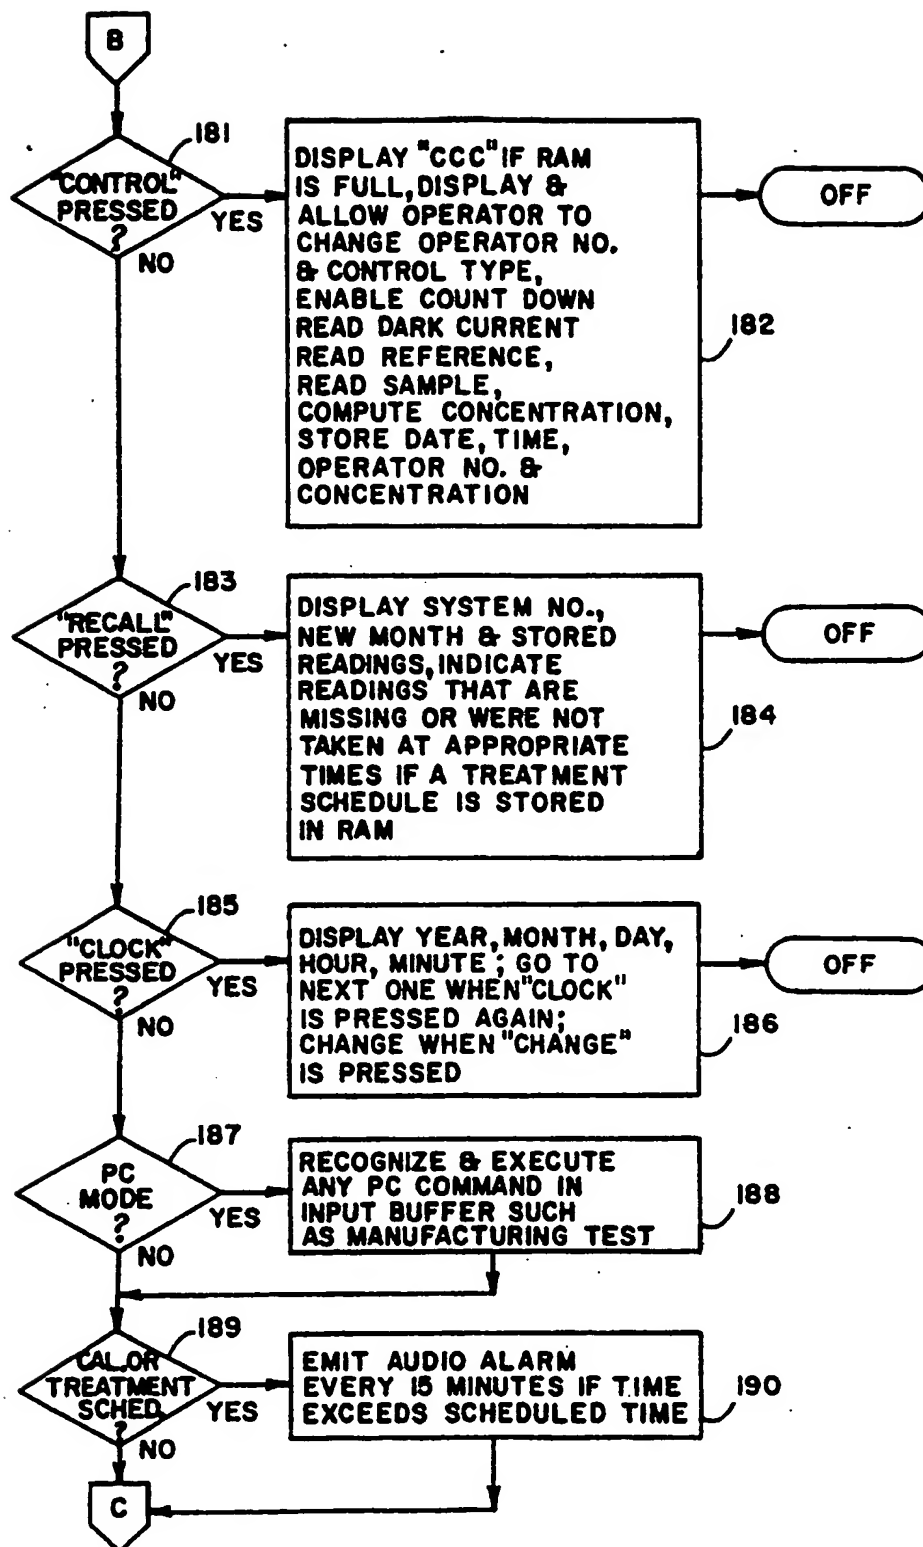 B
181
"CONTROL"
PRESSED
?
YES
NO
DISPLAY "CCC" IF RAM
IS FULL, DISPLAY &
ALLOW OPERATOR TO
CHANGE OPERATOR NO.
& CONTROL TYPE,
ENABLE COUNT DOWN
READ DARK CURRENT
READ REFERENCE,
READ SAMPLE,
COMPUTE CONCENTRATION,
STORE DATE, TIME,
OPERATOR NO. &
CONCENTRATION
182
OFF
183
"RECALL"
PRESSED
?
YES
NO
DISPLAY SYSTEM NO.,
NEW MONTH & STORED
READINGS, INDICATE
READINGS THAT ARE
MISSING OR WERE NOT
TAKEN AT APPROPRIATE
TIMES IF A TREATMENT
SCHEDULE IS STORED
IN RAM
184
OFF
185
"CLOCK"
PRESSED
?
YES
NO
DISPLAY YEAR, MONTH, DAY,
HOUR, MINUTE; GO TO
NEXT ONE WHEN "CLOCK"
IS PRESSED AGAIN;
CHANGE WHEN "CHANGE"
IS PRESSED
186
OFF
187
PC
MODE
?
YES
NO
RECOGNIZE & EXECUTE
ANY PC COMMAND IN
INPUT BUFFER SUCH
AS MANUFACTURING TEST
188
189
CAL. OR
TREATMENT
SCHED.
?
YES
NO
EMIT AUDIO ALARM
EVERY 15 MINUTES IF TIME
EXCEEDS SCHEDULED TIME
190
C